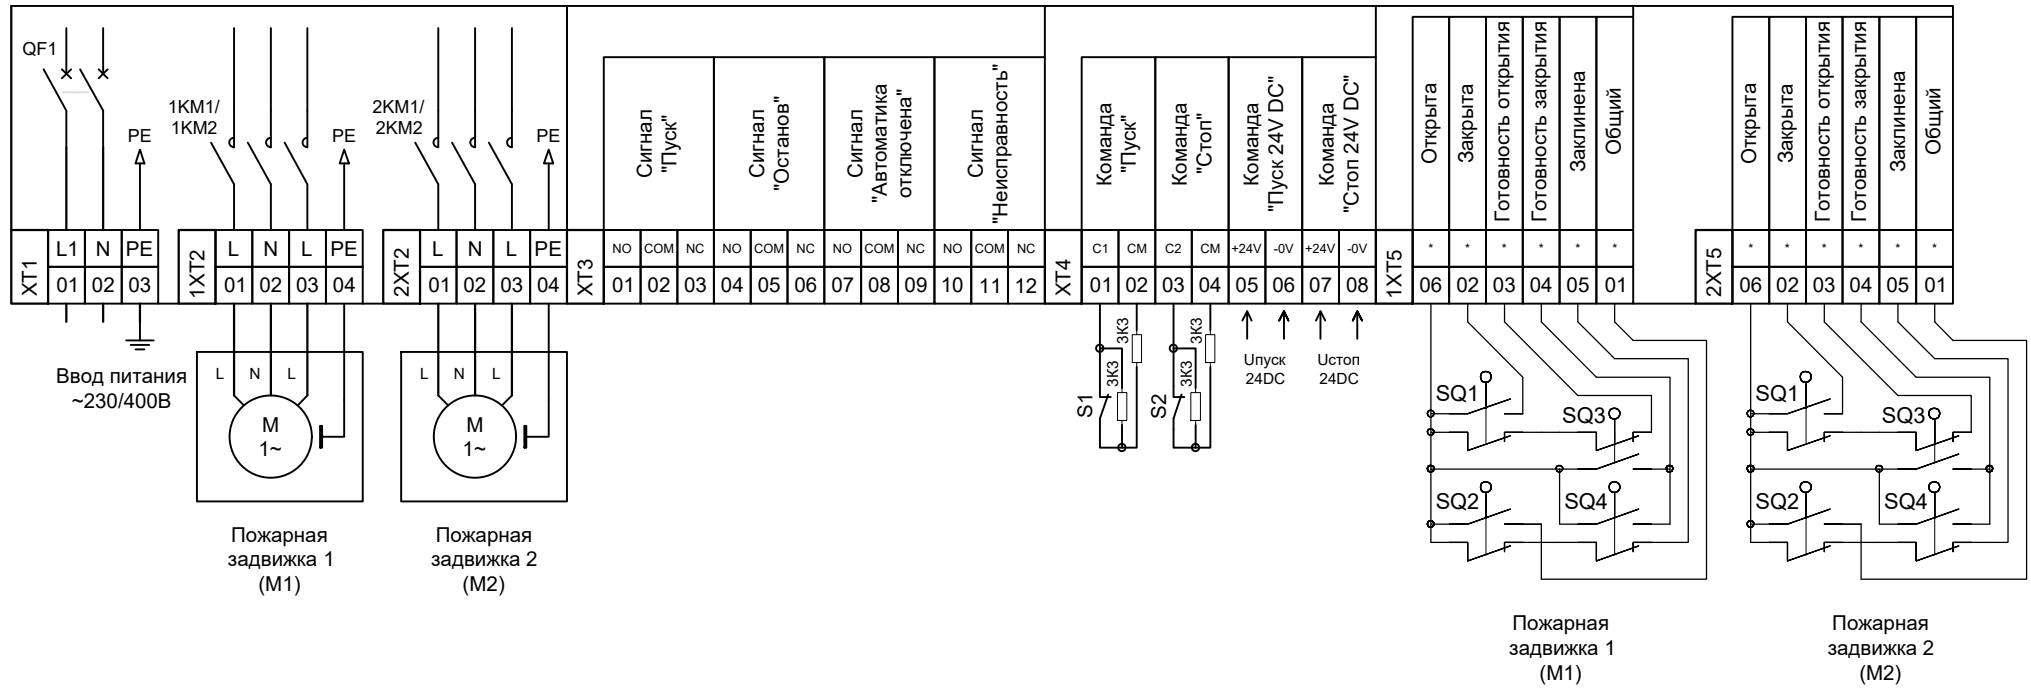 QF1
PE
1KM1/
1KM2
PE
2KM1/
2KM2
PE
Сигнал
"Пуск"
Сигнал
"Останов"
Сигнал
"Автоматика
отключена"
Сигнал
"Неисправность"
Команда
"Пуск"
Команда
"Стоп"
Команда
"Пуск 24V DC"
Команда
"Стоп 24V DC"
Открыта
Закрыта
Готовность открытия
Готовность закрытия
Заклинена
Общий
Открыта
Закрыта
Готовность открытия
Готовность закрытия
Заклинена
Общий
XT1
L1 N PE
01 02 03
1XT2
L N L PE
01 02 03 04
2XT2
L N L PE
01 02 03 04
XT3
NO COM NC NO COM NC NO COM NC NO COM NC
01 02 03 04 05 06 07 08 09 10 11 12
XT4
C1 CM C2 CM +24V -0V +24V -0V
01 02 03 04 05 06 07 08
1XT5
* * * * * *
06 02 03 04 05 01
2XT5
* * * * * *
06 02 03 04 05 01
Ввод питания
~230/400В
L N L
M
1~
L N L
M
1~
Пожарная
задвижка 1
(M1)
Пожарная
задвижка 2
(M2)
3K3
3K3
S1
3K3
3K3
S2
Uпуск
24DC
Uстоп
24DC
SQ1
SQ3
SQ2
SQ4
SQ1
SQ3
SQ2
SQ4
Пожарная
задвижка 1
(M1)
Пожарная
задвижка 2
(M2)